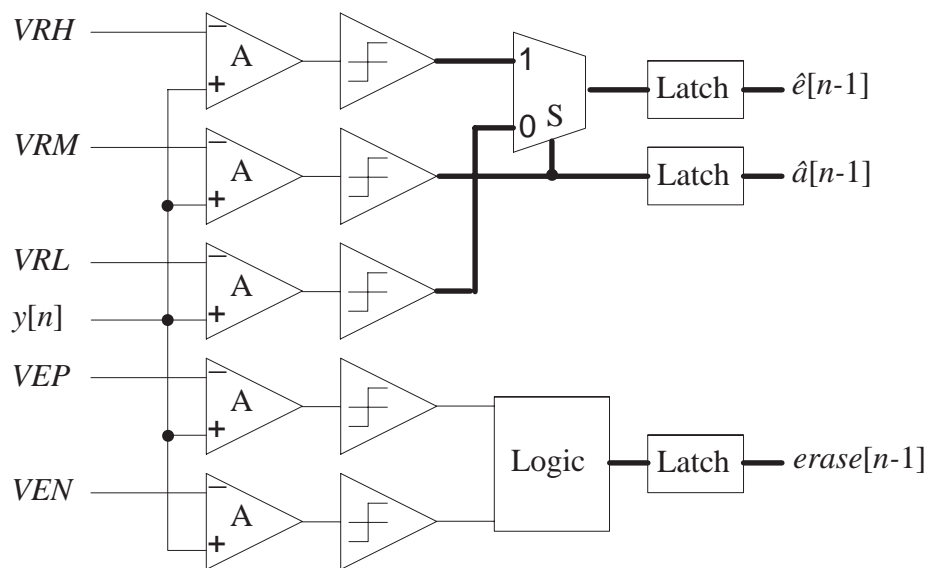 VRH
−
A
+
1
0
S
Latch
ê[n-1]
VRM
−
A
+
Latch
â[n-1]
VRL
−
A
+
y[n]
VEP
−
A
+
Logic
Latch
erase[n-1]
VEN
−
A
+